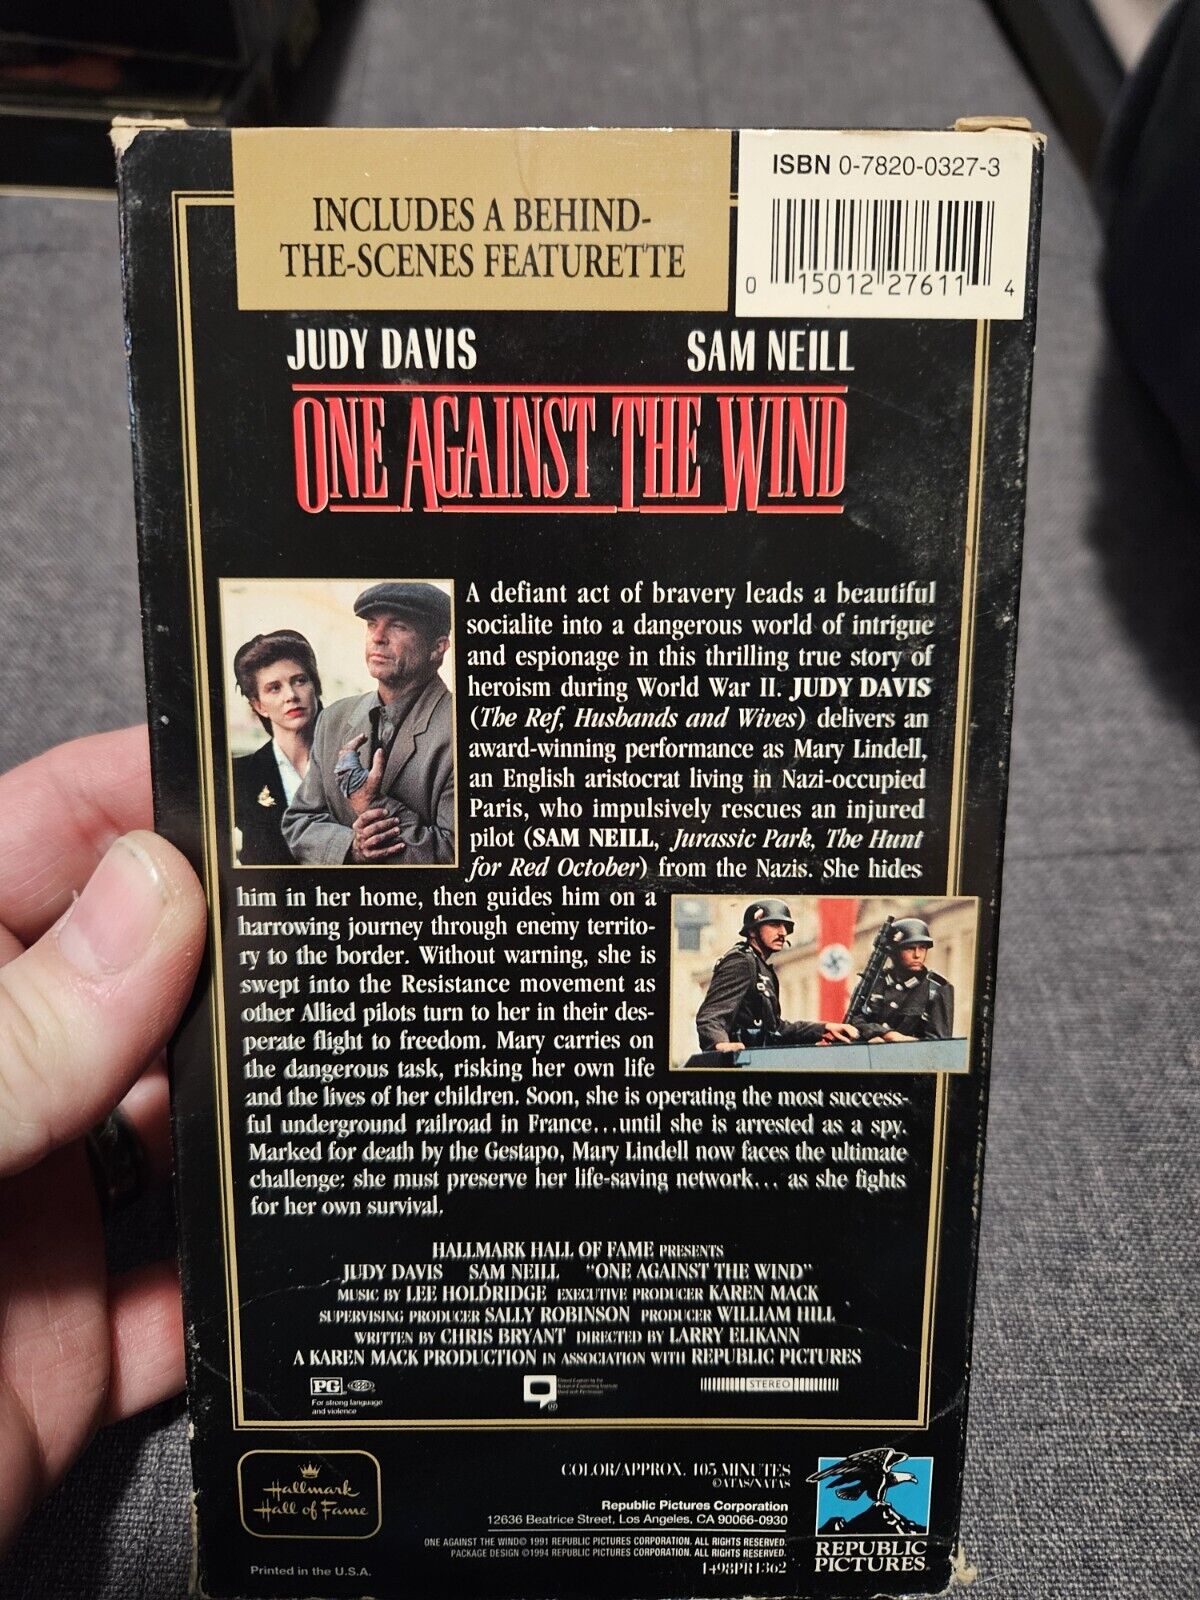 INCLUDES A BEHIND-
THE-SCENES FEATURETTE
ISBN 0-7820-0327-3
0 15012 27611 4
JUDY DAVIS SAM NEILL
ONE AGAINST THE WIND
A defiant act of bravery leads a beautiful
socialite into a dangerous world of intrigue
and espionage in this thrilling true story of
heroism during World War II. JUDY DAVIS
(The Ref, Husbands and Wives) delivers an
award-winning performance as Mary Lindell,
an English aristocrat living in Nazi-occupied
Paris, who impulsively rescues an injured
pilot (SAM NEILL, Jurassic Park, The Hunt
for Red October) from the Nazis. She hides
him in her home, then guides him on a
harrowing journey through enemy territo-
ry to the border. Without warning, she is
swept into the Resistance movement as
other Allied pilots turn to her in their des-
perate flight to freedom. Mary carries on
the dangerous task, risking her own life
and the lives of her children. Soon, she is operating the most success-
ful underground railroad in France...until she is arrested as a spy.
Marked for death by the Gestapo, Mary Lindell now faces the ultimate
challenge: she must preserve her life-saving network... as she fights
for her own survival.
HALLMARK HALL OF FAME PRESENTS
JUDY DAVIS SAM NEILL "ONE AGAINST THE WIND"
MUSIC BY LEE HOLDRIDGE EXECUTIVE PRODUCER KAREN MACK
SUPERVISING PRODUCER SALLY ROBINSON PRODUCER WILLIAM HILL
WRITTEN BY CHRIS BRYANT DIRECTED BY LARRY ELIKANN
A KAREN MACK PRODUCTION IN ASSOCIATION WITH REPUBLIC PICTURES
PG
For strong language
and violence
STEREO
Hallmark
Hall of Fame
COLOR/APPROX. 105 MINUTES
©ATAS/NATAS
Republic Pictures Corporation
12636 Beatrice Street, Los Angeles, CA 90066-0930
ONE AGAINST THE WIND© 1991 REPUBLIC PICTURES CORPORATION. ALL RIGHTS RESERVED.
PACKAGE DESIGN ©1994 REPUBLIC PICTURES CORPORATION. ALL RIGHTS RESERVED.
1498PR1362
REPUBLIC
PICTURES
Printed in the U.S.A.